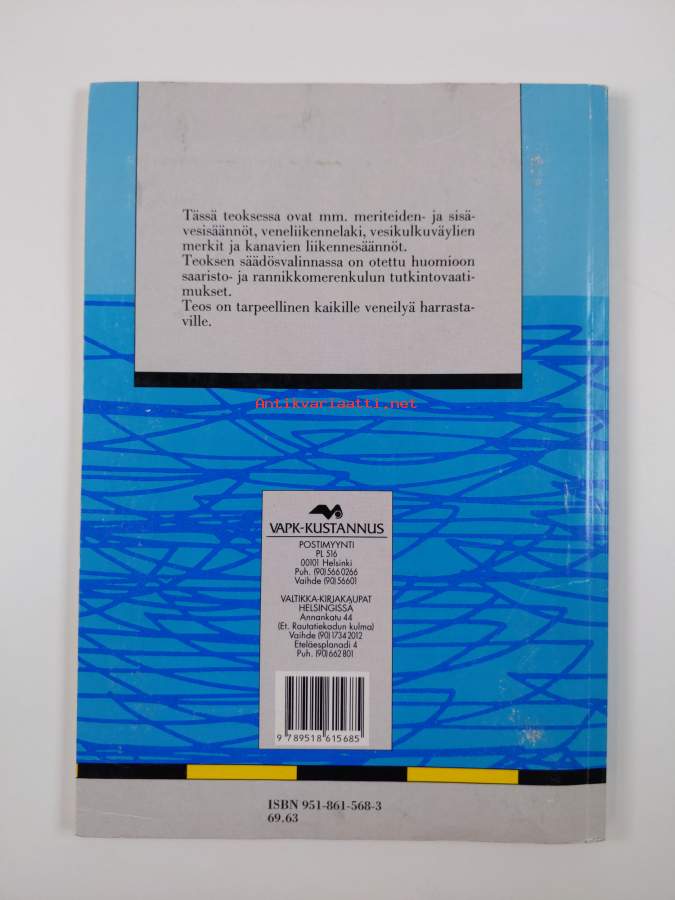 Tässä teoksessa ovat mm. meriteiden- ja sisä-
vesisäännöt, veneliikennelaki, vesikulkuväylien
merkit ja kanavien liikennesäännöt.
Teoksen säädösvalinnassa on otettu huomioon
saaristo- ja rannikkomerenkulun tutkintovaati-
mukset.
Teos on tarpeellinen kaikille veneilyä harrasta-
ville.
Antikvariaatti.net
VAPK-KUSTANNUS
POSTIMYYNTI
PL 516
00101 Helsinki
Puh. (90)566 0266
Vaihde (90)56601
VALTIKKA-KIRJAKAUPAT
HELSINGISSÄ
Annankatu 44
(Et. Rautatiekadun kulma)
Vaihde (90)1734 2012
Eteläesplanadi 4
Puh. (90)662 801
9 789518 615685
ISBN 951-861-568-3
69.63